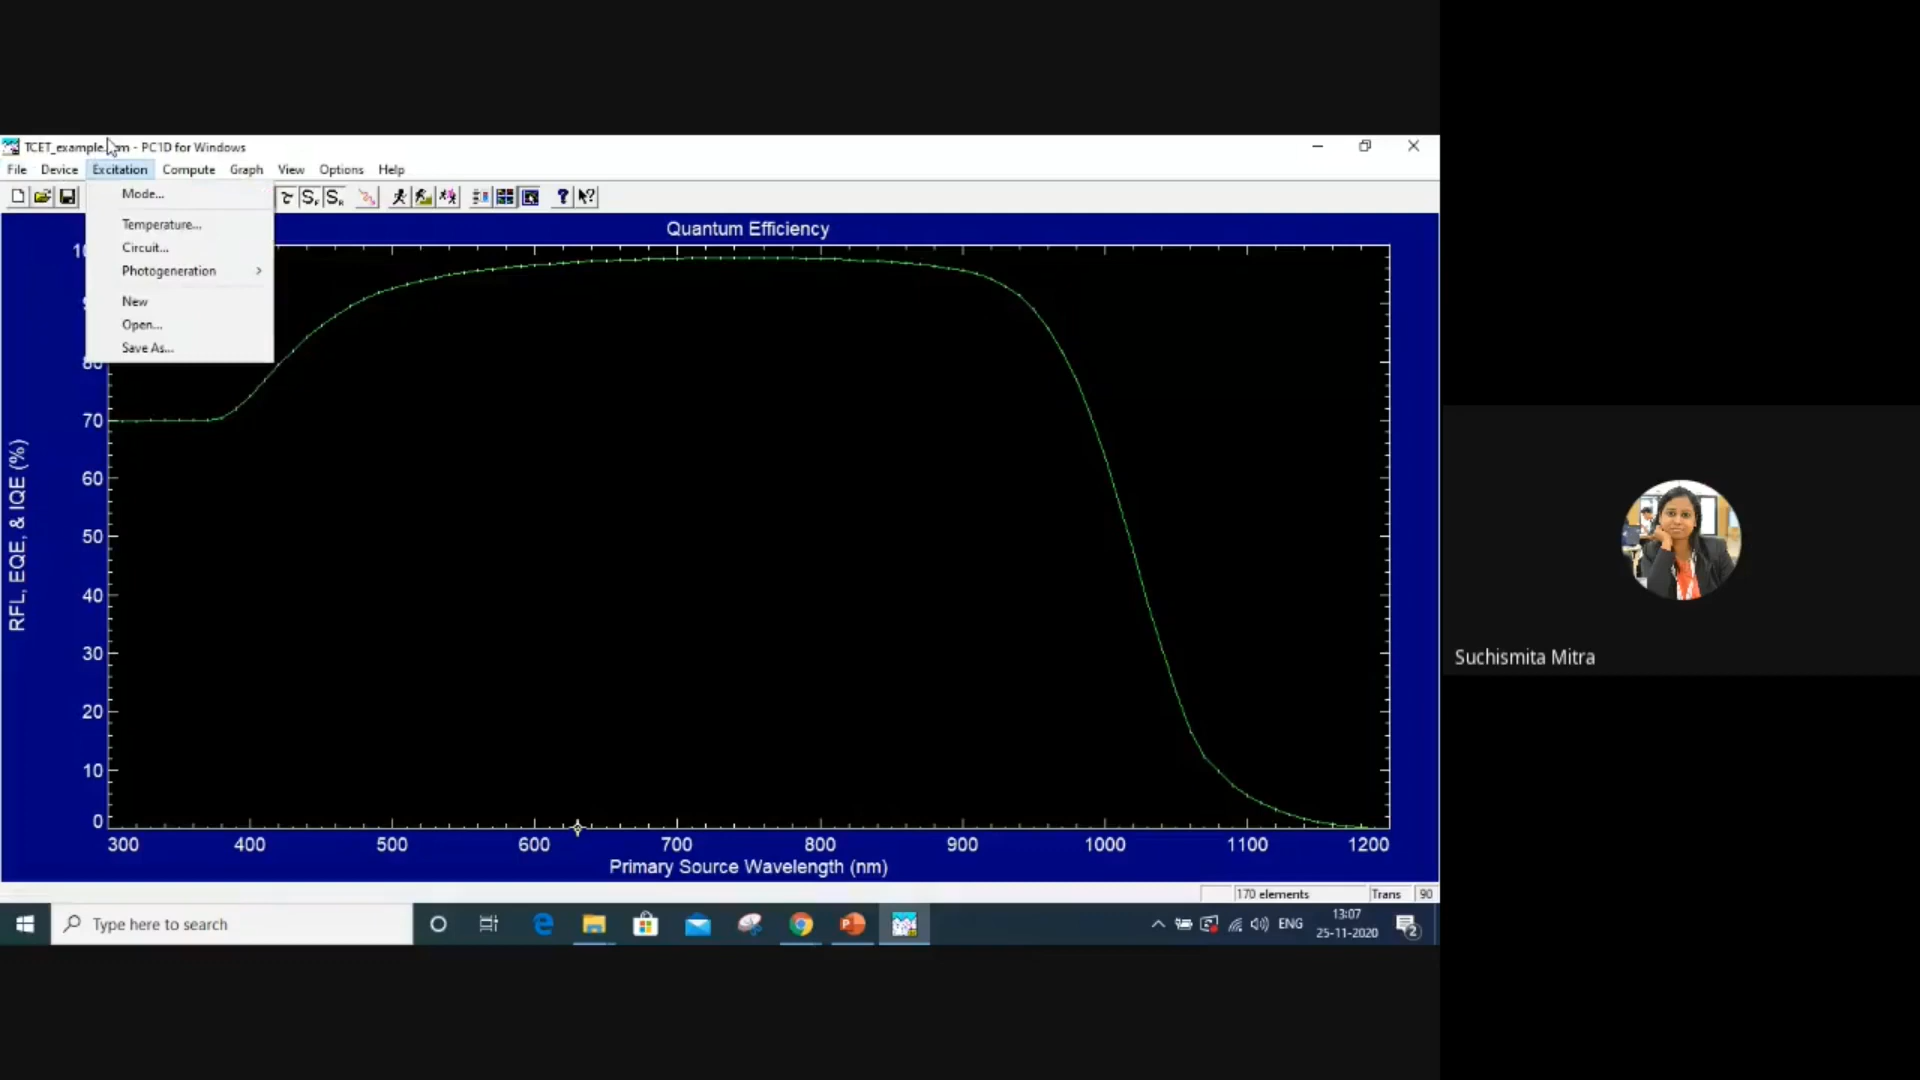 TCET_example. m - PC1D for Windows
File Device Excitation Compute Graph View Options Help
Mode...
Temperature...
Circuit...
Photogeneration
New
Open...
Save As...
Quantum Efficiency
80
70
60
50
40
30
20
10
0
RFL, EQE, & IQE (%)
300 400 500 600 700 800 900 1000 1100 1200
Primary Source Wavelength (nm)
170 elements Trans 90
Type here to search
ENG
13:07
25-11-2020
2
Suchismita Mitra